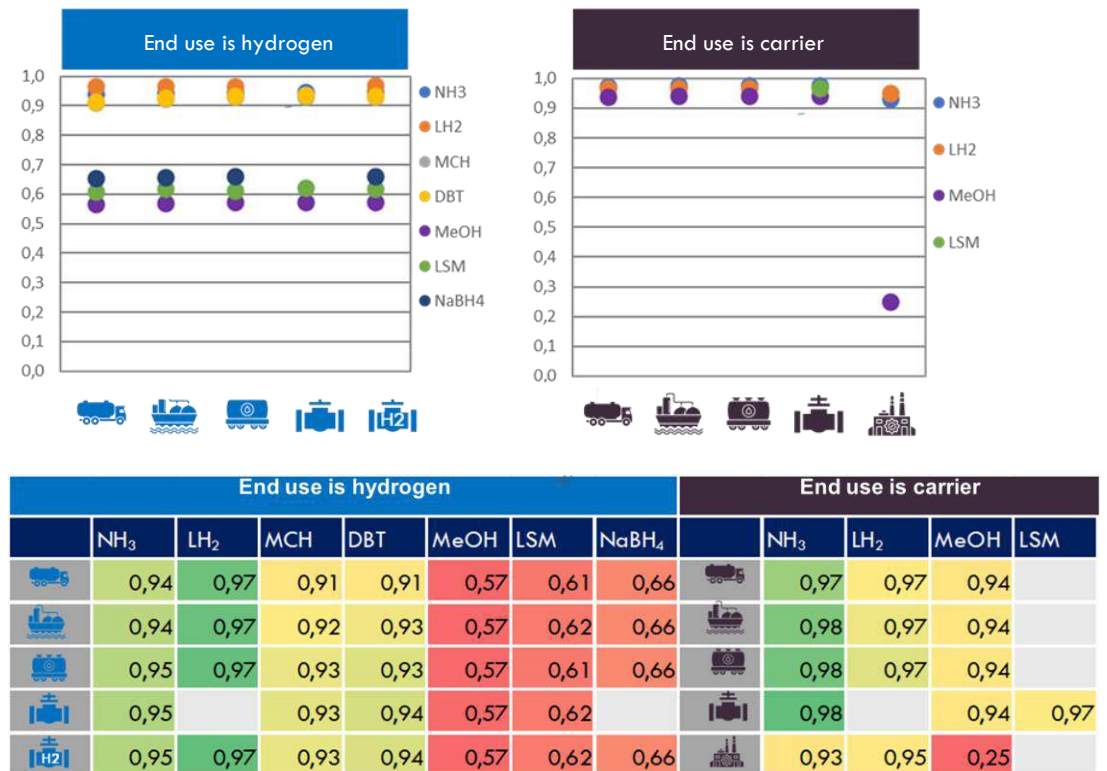 End use is hydrogen
1,0
0,9
0,8
0,7
0,6
0,5
0,4
0,3
0,2
0,1
0,0
NH3
LH2
MCH
DBT
MeOH
LSM
NaBH4
H2
End use is carrier
1,0
0,9
0,8
0,7
0,6
0,5
0,4
0,3
0,2
0,1
0,0
NH3
LH2
MeOH
LSM
End use is hydrogen End use is carrier
NH₃ LH₂ MCH DBT MeOH LSM NaBH₄ NH₃ LH₂ MeOH LSM
0,94 0,97 0,91 0,91 0,57 0,61 0,66 0,97 0,97 0,94
0,94 0,97 0,92 0,93 0,57 0,62 0,66 0,98 0,97 0,94
0,95 0,97 0,93 0,93 0,57 0,61 0,66 0,98 0,97 0,94
0,95 0,93 0,94 0,57 0,62 0,98 0,94 0,97
H2 0,95 0,97 0,93 0,94 0,57 0,62 0,66 0,93 0,95 0,25